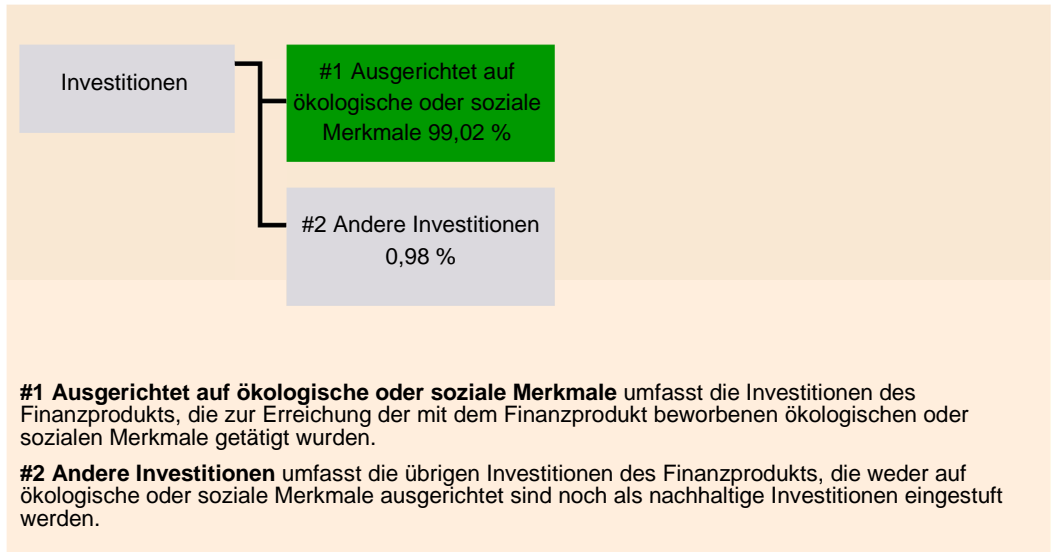 Investitionen
#1 Ausgerichtet auf
ökologische oder soziale
Merkmale 99,02 %
#2 Andere Investitionen
0,98 %
#1 Ausgerichtet auf ökologische oder soziale Merkmale umfasst die Investitionen des
Finanzprodukts, die zur Erreichung der mit dem Finanzprodukt beworbenen ökologischen oder
sozialen Merkmale getätigt wurden.
#2 Andere Investitionen umfasst die übrigen Investitionen des Finanzprodukts, die weder auf
ökologische oder soziale Merkmale ausgerichtet sind noch als nachhaltige Investitionen eingestuft
werden.